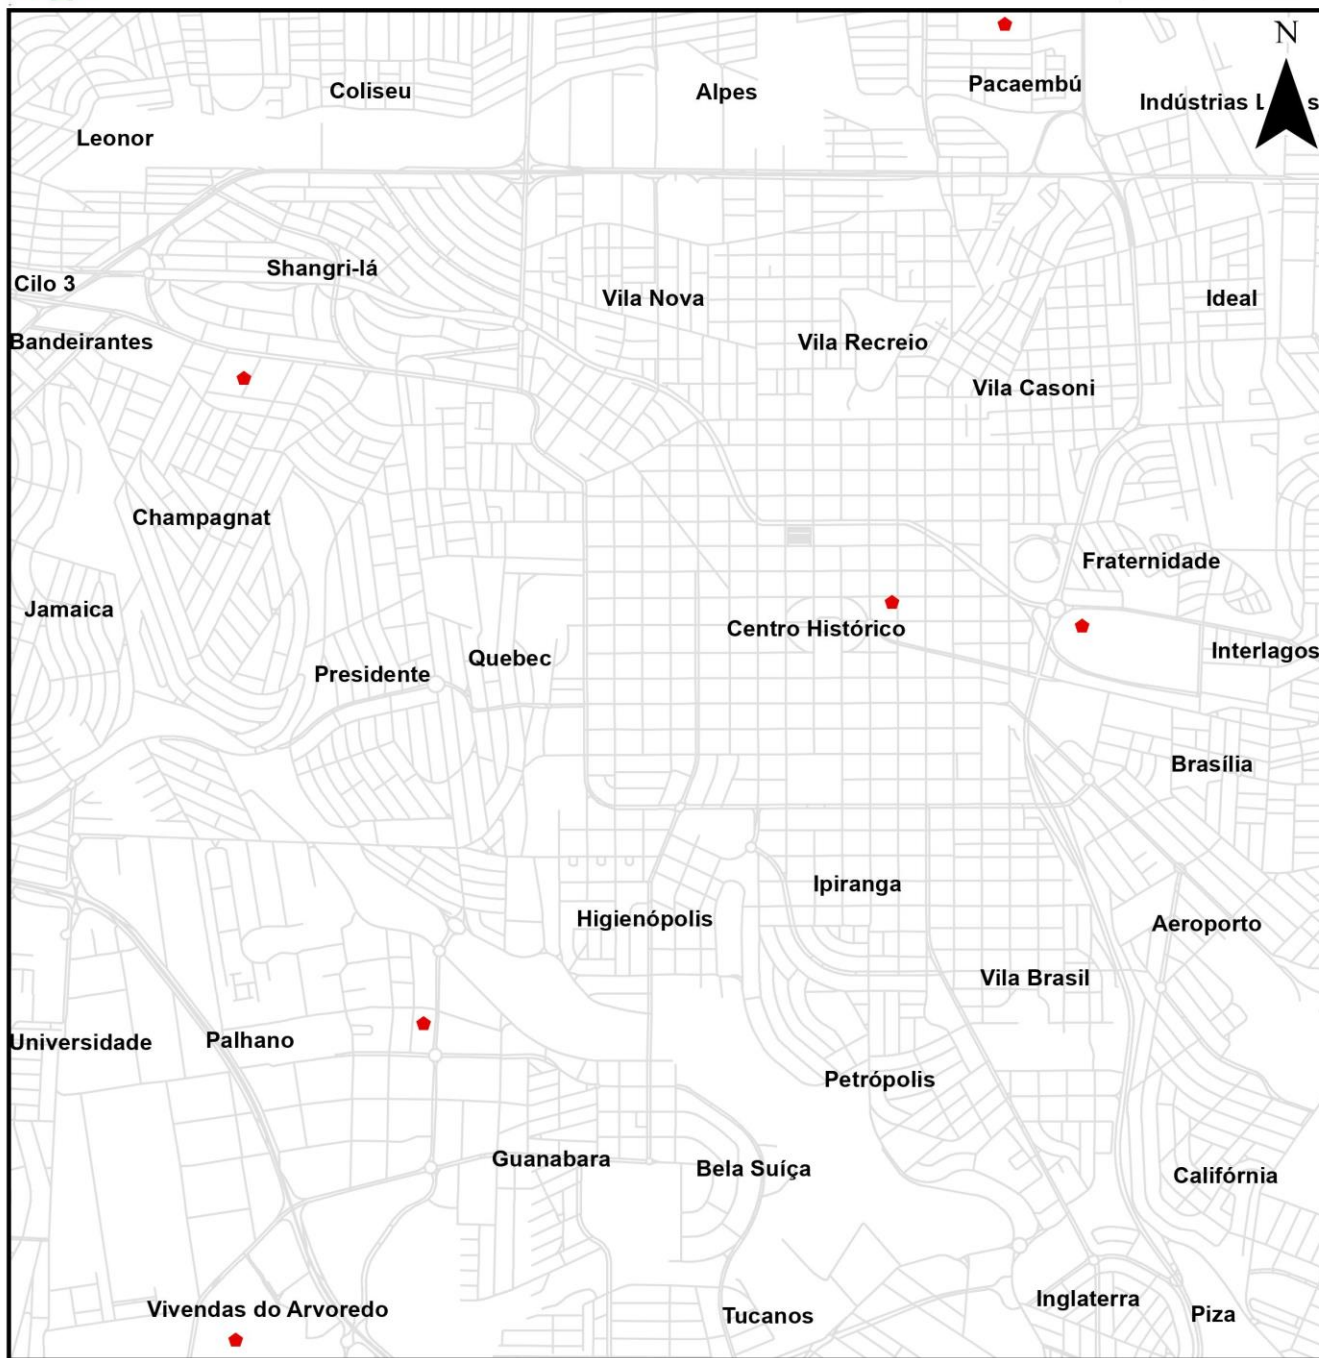 N
Pacaembú
Coliseu
Alpes
Indústrias L s
Leonor
Shangri-lá
Cilo 3
Vila Nova
Ideal
Bandeirantes
Vila Recreio
Vila Casoni
Champagnat
Fraternidade
Jamaica
Centro Histórico
Interlagos
Quebec
Presidente
Brasília
Ipiranga
Higienópolis
Aeroporto
Vila Brasil
Universidade
Palhano
Petrópolis
Guanabara
Bela Suíça
Califórnia
Inglaterra
Vivendas do Arvoredo
Tucanos
Piza